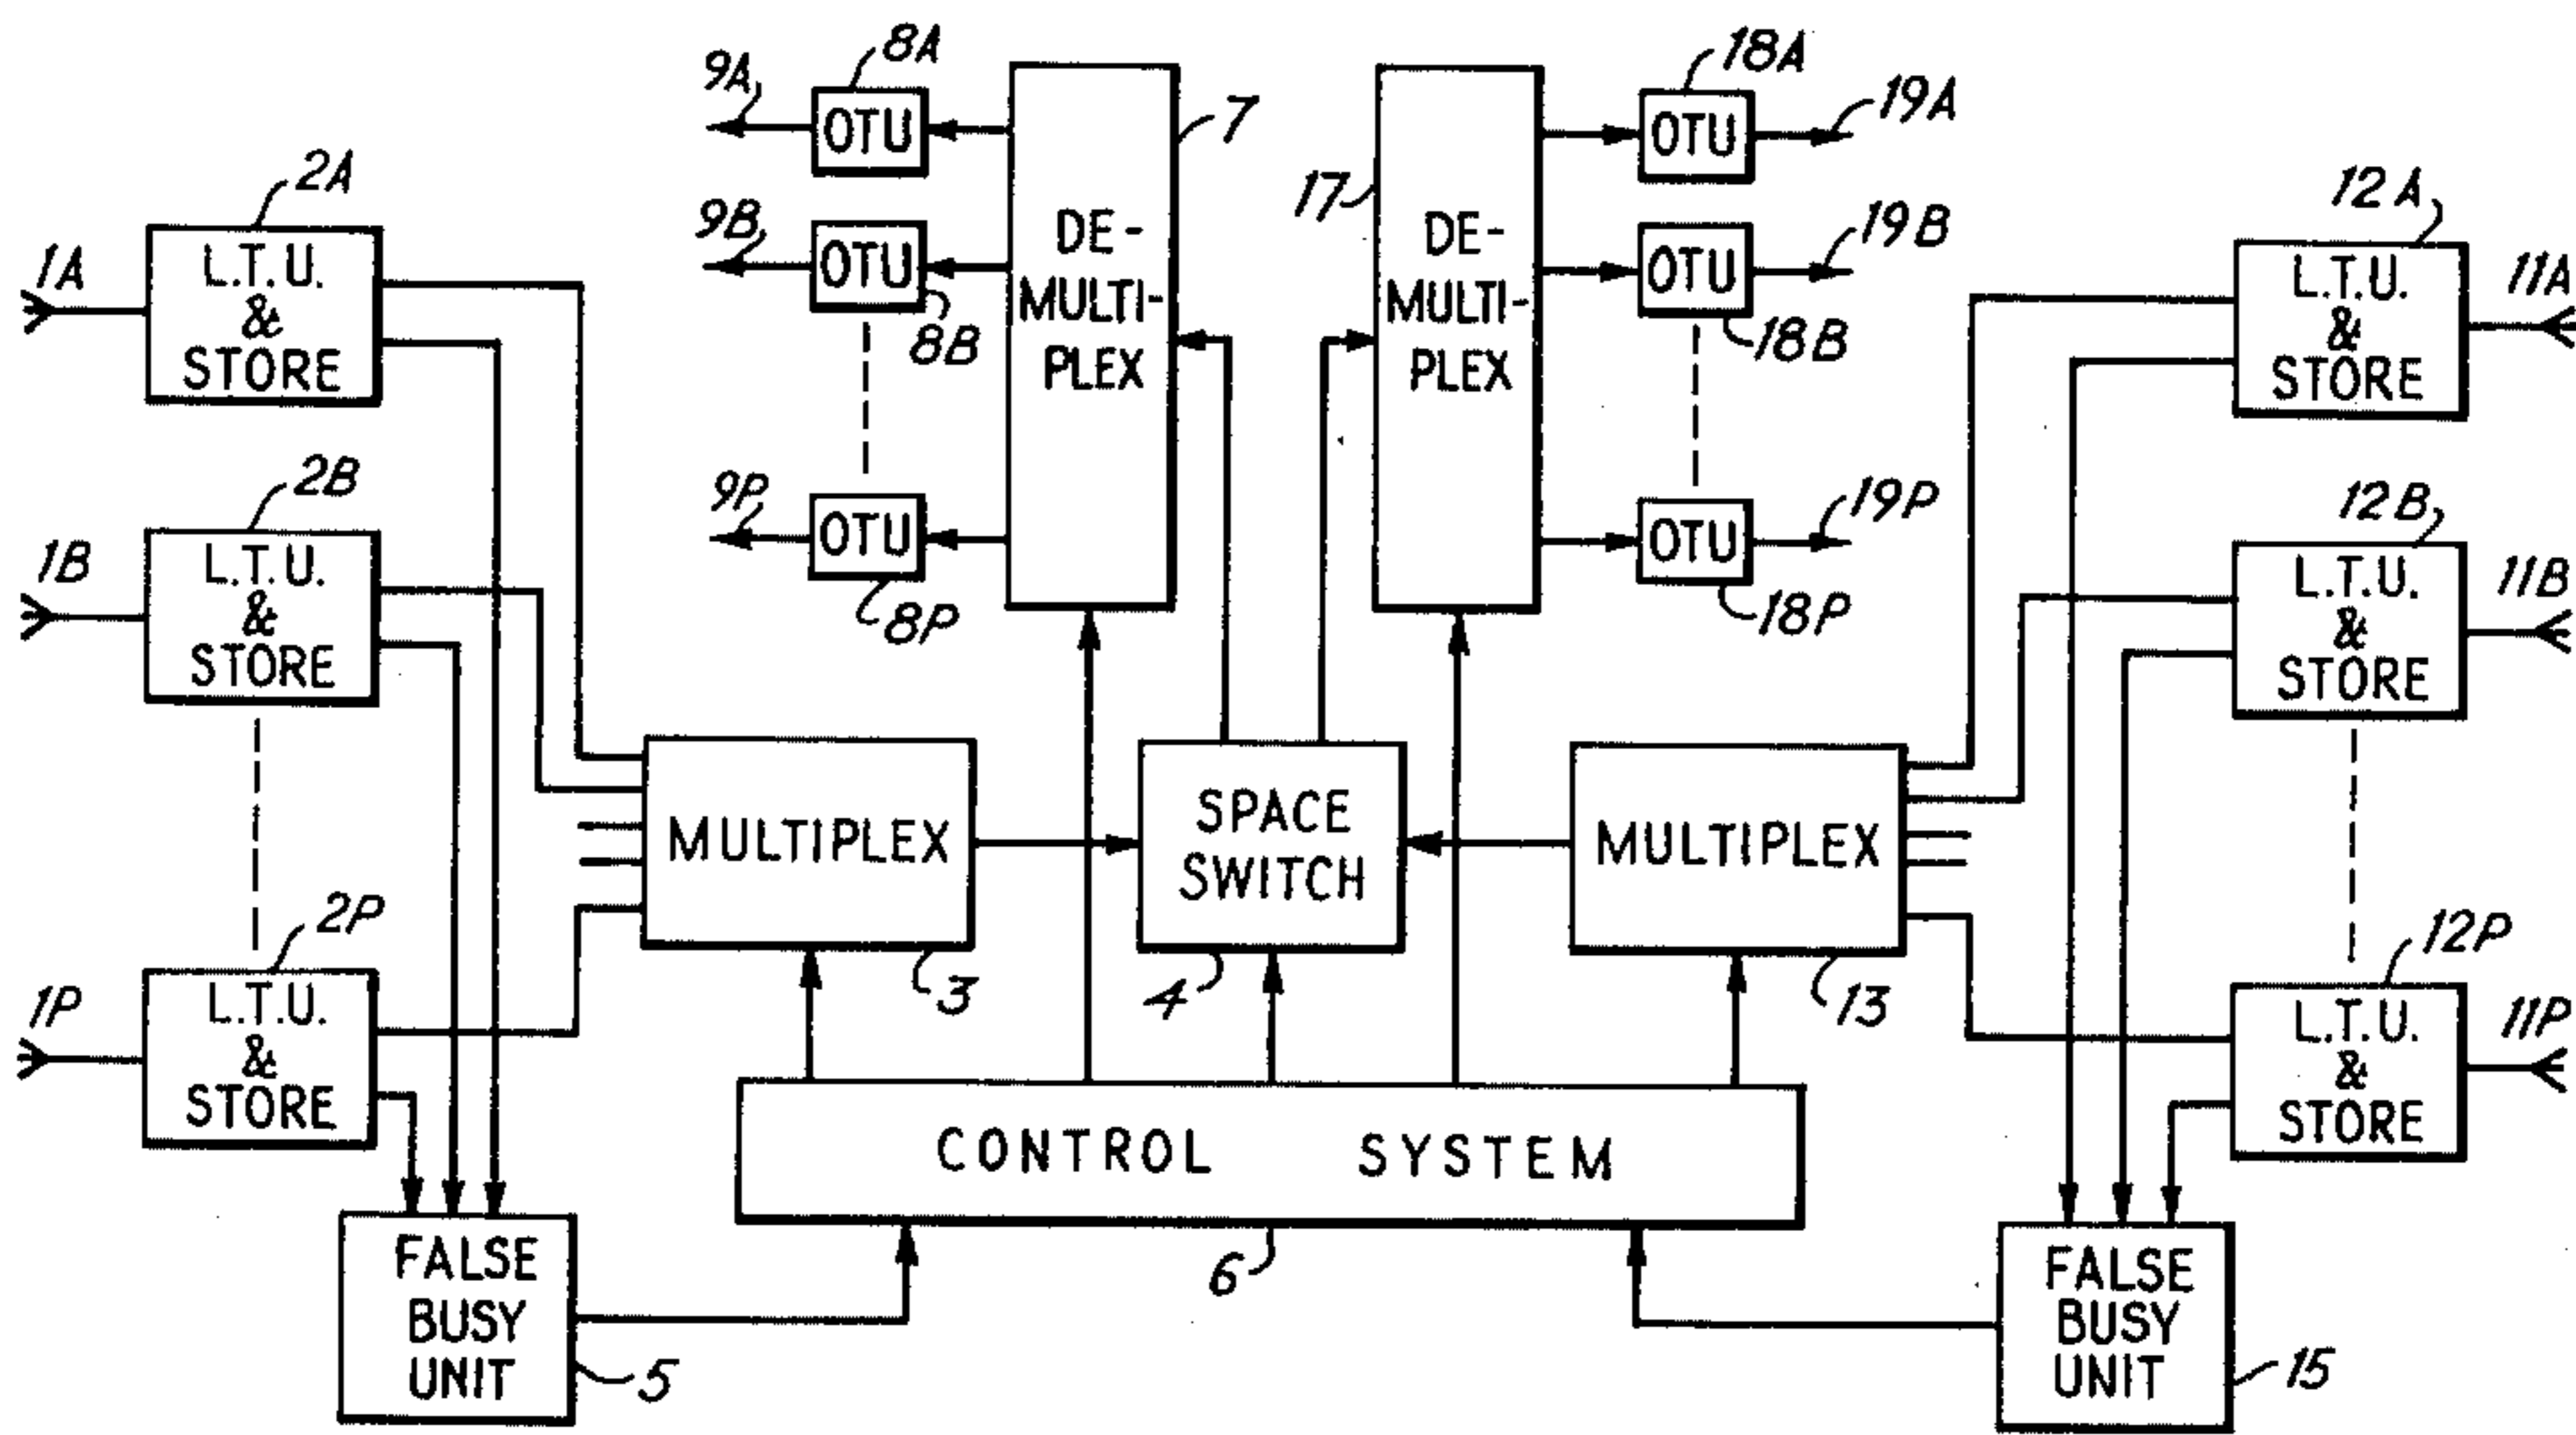 8A
18A
9A
OTU
7
OTU
19A
2A
17
12A
9B
OTU
DE-
MULTI-
PLEX
DE-
MULTI-
PLEX
OTU
19B
1A
L.T.U.
&
STORE
8B
18B
L.T.U.
&
STORE
11A
2B
9P
OTU
OTU
19P
12B
1B
L.T.U.
&
STORE
8P
18P
L.T.U.
&
STORE
11B
MULTIPLEX
SPACE
SWITCH
MULTIPLEX
2P
3
4
13
12P
1P
L.T.U.
&
STORE
L.T.U.
&
STORE
11P
CONTROL SYSTEM
6
FALSE
BUSY
UNIT
5
FALSE
BUSY
UNIT
15